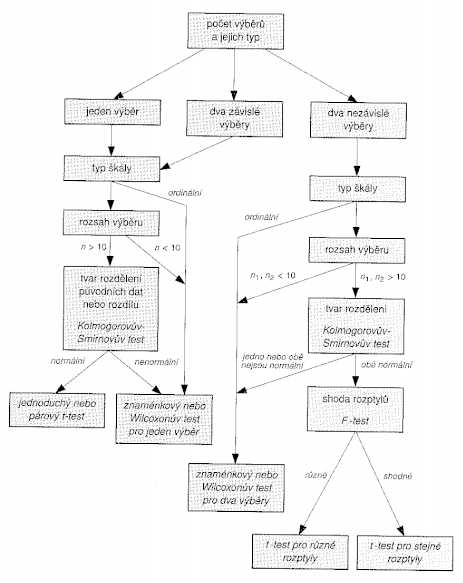 počet výběrů
a jejich typ
jeden výběr
dva závislé
výběry
dva nezávislé
výběry
typ škály
typ škály
ordinální
ordinální
rozsah výběru
rozsah výběru
n > 10
n < 10
n₁, n₂ < 10
n₁, n₂ > 10
tvar rozdělení
původních dat
nebo rozdílu
Kolmogorovův-
Smirnovův test
tvar rozdělení
Kolmogorovův-
Smirnovův test
normální
nenormální
jedno nebo obě
nejsou normální
obě normální
jednoduchý nebo
párový t-test
znaménkový nebo
Wilcoxonův test
pro jeden výběr
shoda rozptylů
F-test
znaménkový nebo
Wilcoxonův test
pro dva výběry
různé
shodné
t-test pro různé
rozptyly
t-test pro stejné
rozptyly